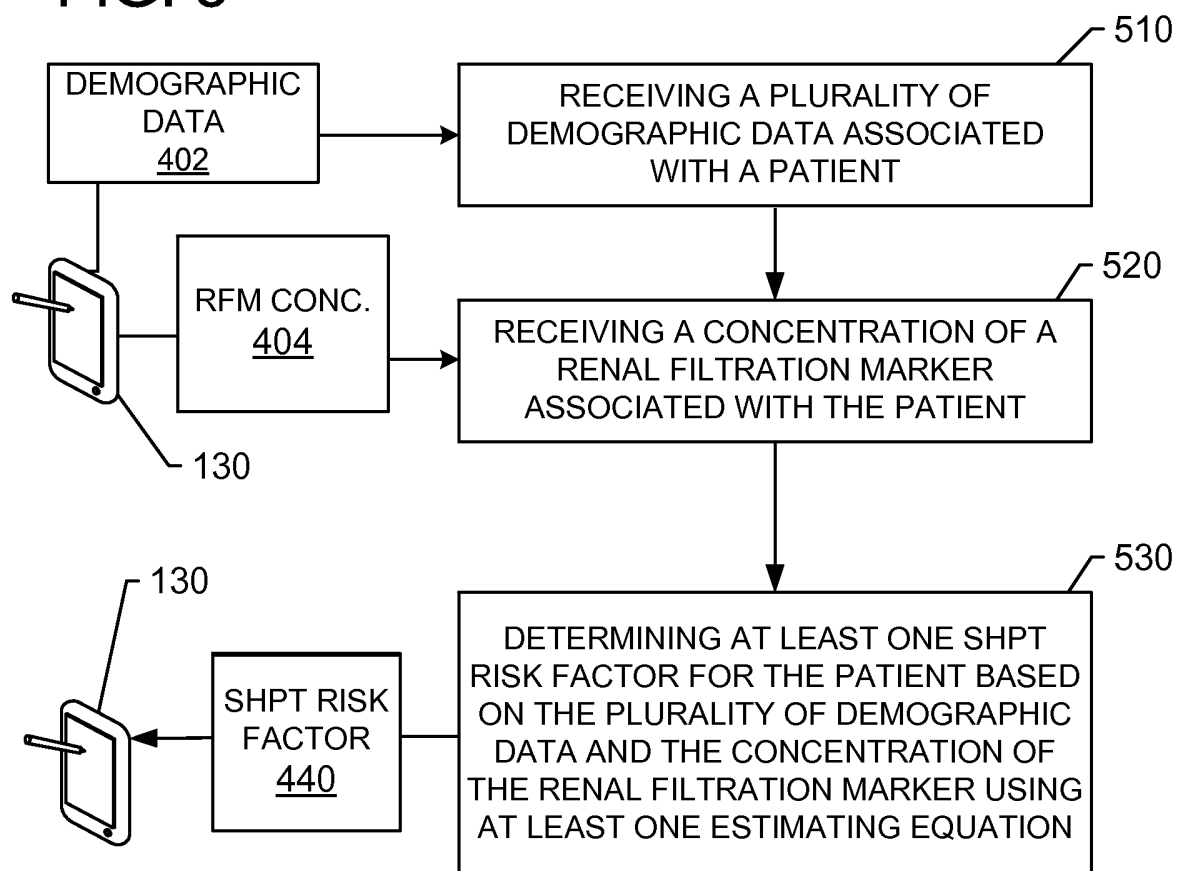 510
DEMOGRAPHIC
DATA
402
RECEIVING A PLURALITY OF
DEMOGRAPHIC DATA ASSOCIATED
WITH A PATIENT
520
RFM CONC.
404
RECEIVING A CONCENTRATION OF A
RENAL FILTRATION MARKER
ASSOCIATED WITH THE PATIENT
130
530
130
SHPT RISK
FACTOR
440
DETERMINING AT LEAST ONE SHPT
RISK FACTOR FOR THE PATIENT BASED
ON THE PLURALITY OF DEMOGRAPHIC
DATA AND THE CONCENTRATION OF
THE RENAL FILTRATION MARKER USING
AT LEAST ONE ESTIMATING EQUATION